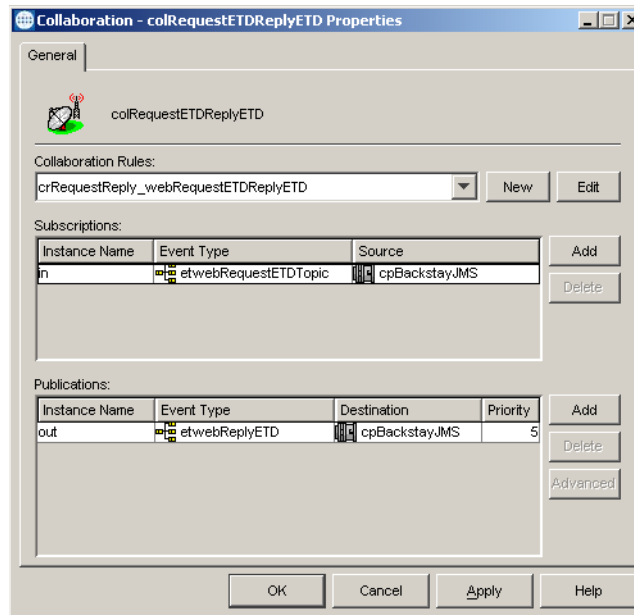 Collaboration - colRequestETDReplyETD Properties
General
colRequestETDReplyETD
Collaboration Rules:
crRequestReply_webRequestETDReplyETD New Edit
Subscriptions:
Instance Name Event Type Source Add
in etwebRequestETDTopic cpBackstayJMS
Delete
Publications:
Instance Name Event Type Destination Priority Add
out etwebReplyETD cpBackstayJMS 5
Delete
Advanced
OK Cancel Apply Help